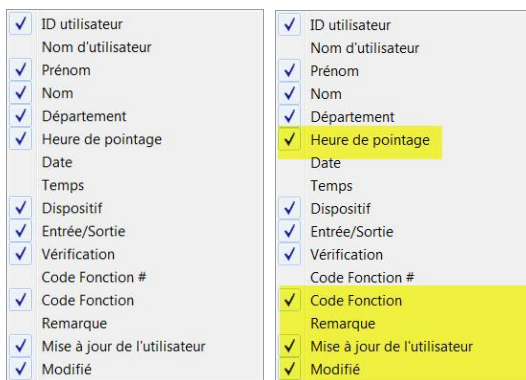 ID utilisateur
Nom d'utilisateur
Prénom
Nom
Département
Heure de pointage
Date
Temps
Dispositif
Entrée/Sortie
Vérification
Code Fonction #
Code Fonction
Remarque
Mise à jour de l'utilisateur
Modifié
ID utilisateur
Nom d'utilisateur
Prénom
Nom
Département
Heure de pointage
Date
Temps
Dispositif
Entrée/Sortie
Vérification
Code Fonction #
Code Fonction
Remarque
Mise à jour de l'utilisateur
Modifié